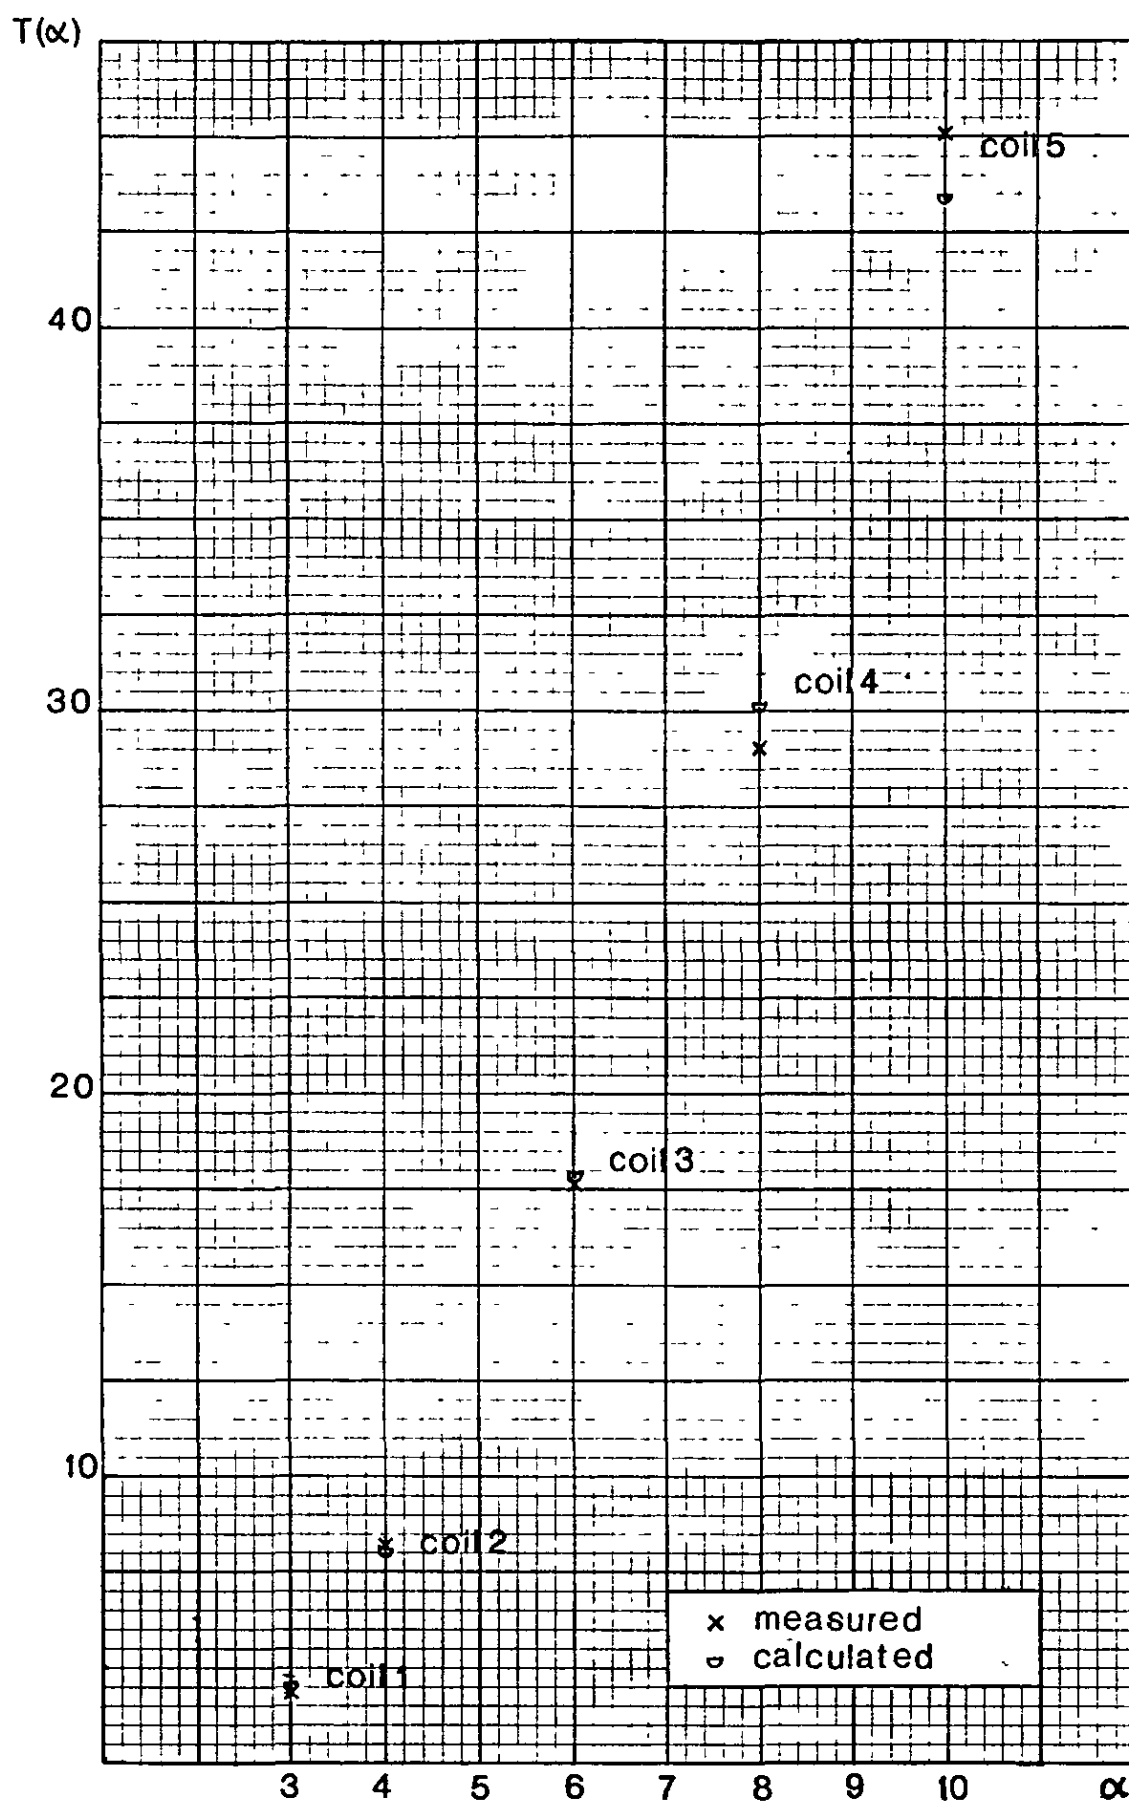 T(α)
coil 5
40
coil 4
30
20
coil 3
10
coil 2
× measured
calculated
coil 1
3 4 5 6 7 8 9 10 α